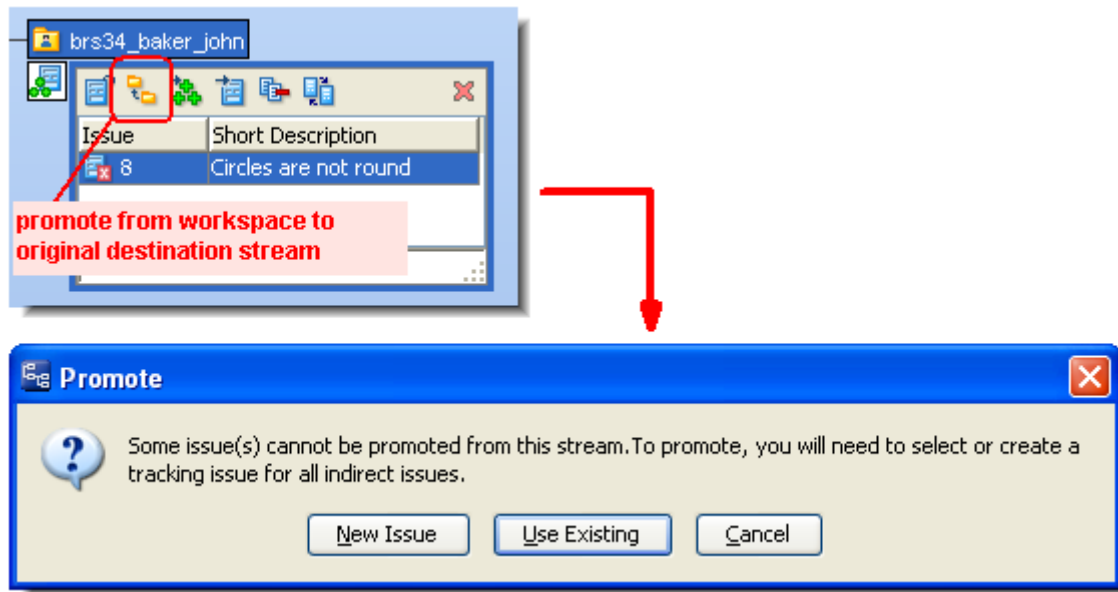 brs34_baker_john
Issue Short Description
8 Circles are not round
promote from workspace to
original destination stream
Promote
Some issue(s) cannot be promoted from this stream.To promote, you will need to select or create a
tracking issue for all indirect issues.
New Issue Use Existing Cancel